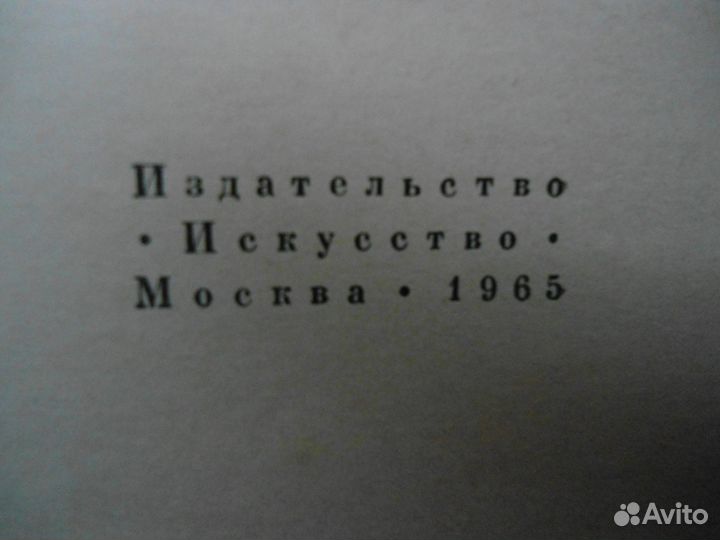 Издательство
• Искусство •
Москва • 1965
Avito